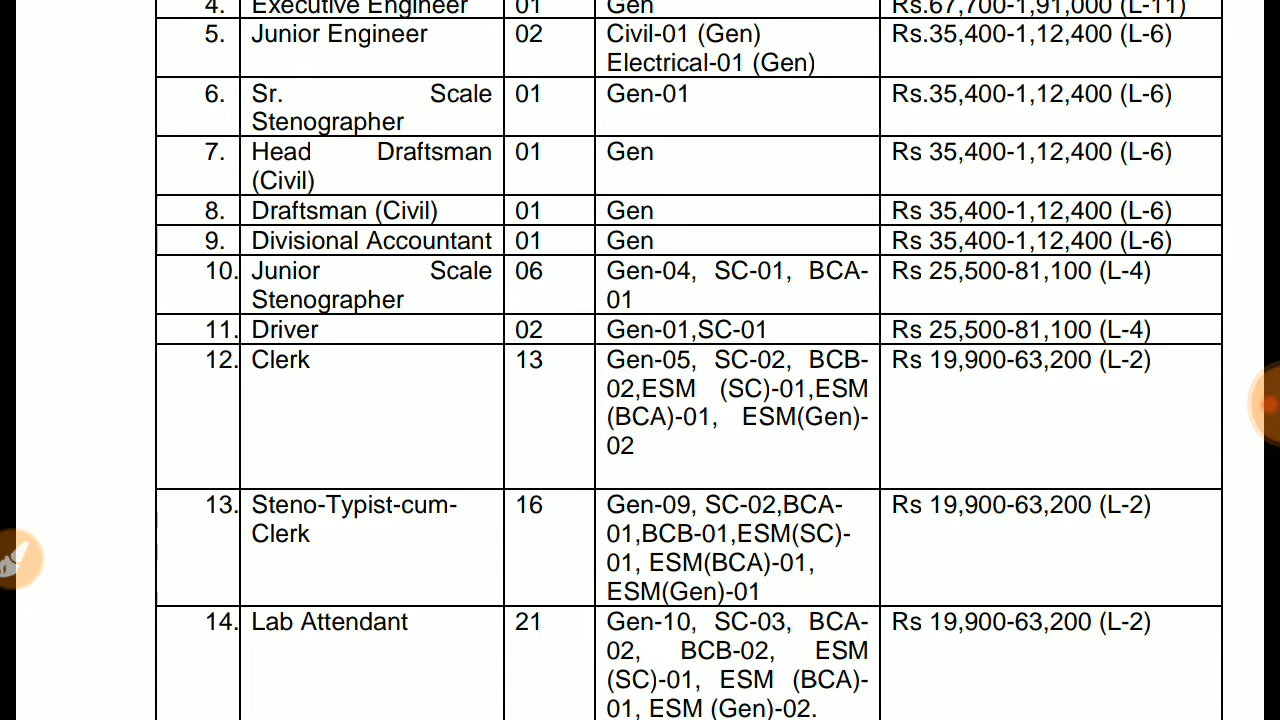 4. Executive Engineer 01 Gen Rs.67,700-1,91,000 (L-11)
5. Junior Engineer 02 Civil-01 (Gen) Rs.35,400-1,12,400 (L-6)
Electrical-01 (Gen)
6. Sr. Scale 01 Gen-01 Rs.35,400-1,12,400 (L-6)
Stenographer
7. Head Draftsman 01 Gen Rs 35,400-1,12,400 (L-6)
(Civil)
8. Draftsman (Civil) 01 Gen Rs 35,400-1,12,400 (L-6)
9. Divisional Accountant 01 Gen Rs 35,400-1,12,400 (L-6)
10. Junior Scale 06 Gen-04, SC-01, BCA- Rs 25,500-81,100 (L-4)
Stenographer 01
11. Driver 02 Gen-01,SC-01 Rs 25,500-81,100 (L-4)
12. Clerk 13 Gen-05, SC-02, BCB- Rs 19,900-63,200 (L-2)
02,ESM (SC)-01,ESM
(BCA)-01, ESM(Gen)-
02
13. Steno-Typist-cum- 16 Gen-09, SC-02,BCA- Rs 19,900-63,200 (L-2)
Clerk 01,BCB-01,ESM(SC)-
01, ESM(BCA)-01,
ESM(Gen)-01
14. Lab Attendant 21 Gen-10, SC-03, BCA- Rs 19,900-63,200 (L-2)
02, BCB-02, ESM
(SC)-01, ESM (BCA)-
01, ESM (Gen)-02.